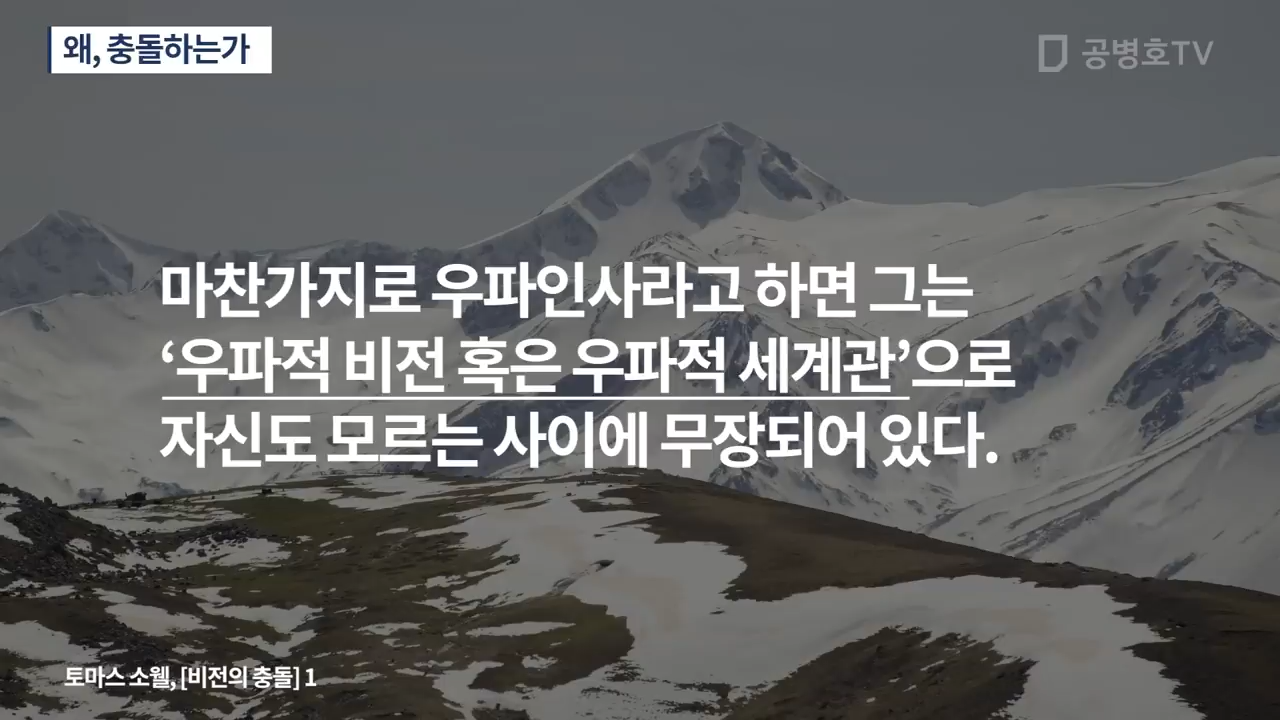 왜, 충돌하는가
공병호TV
마찬가지로 우파인사라고 하면 그는
‘우파적 비전 혹은 우파적 세계관’으로
자신도 모르는 사이에 무장되어 있다.
토마스 소웰, [비전의 충돌] 1